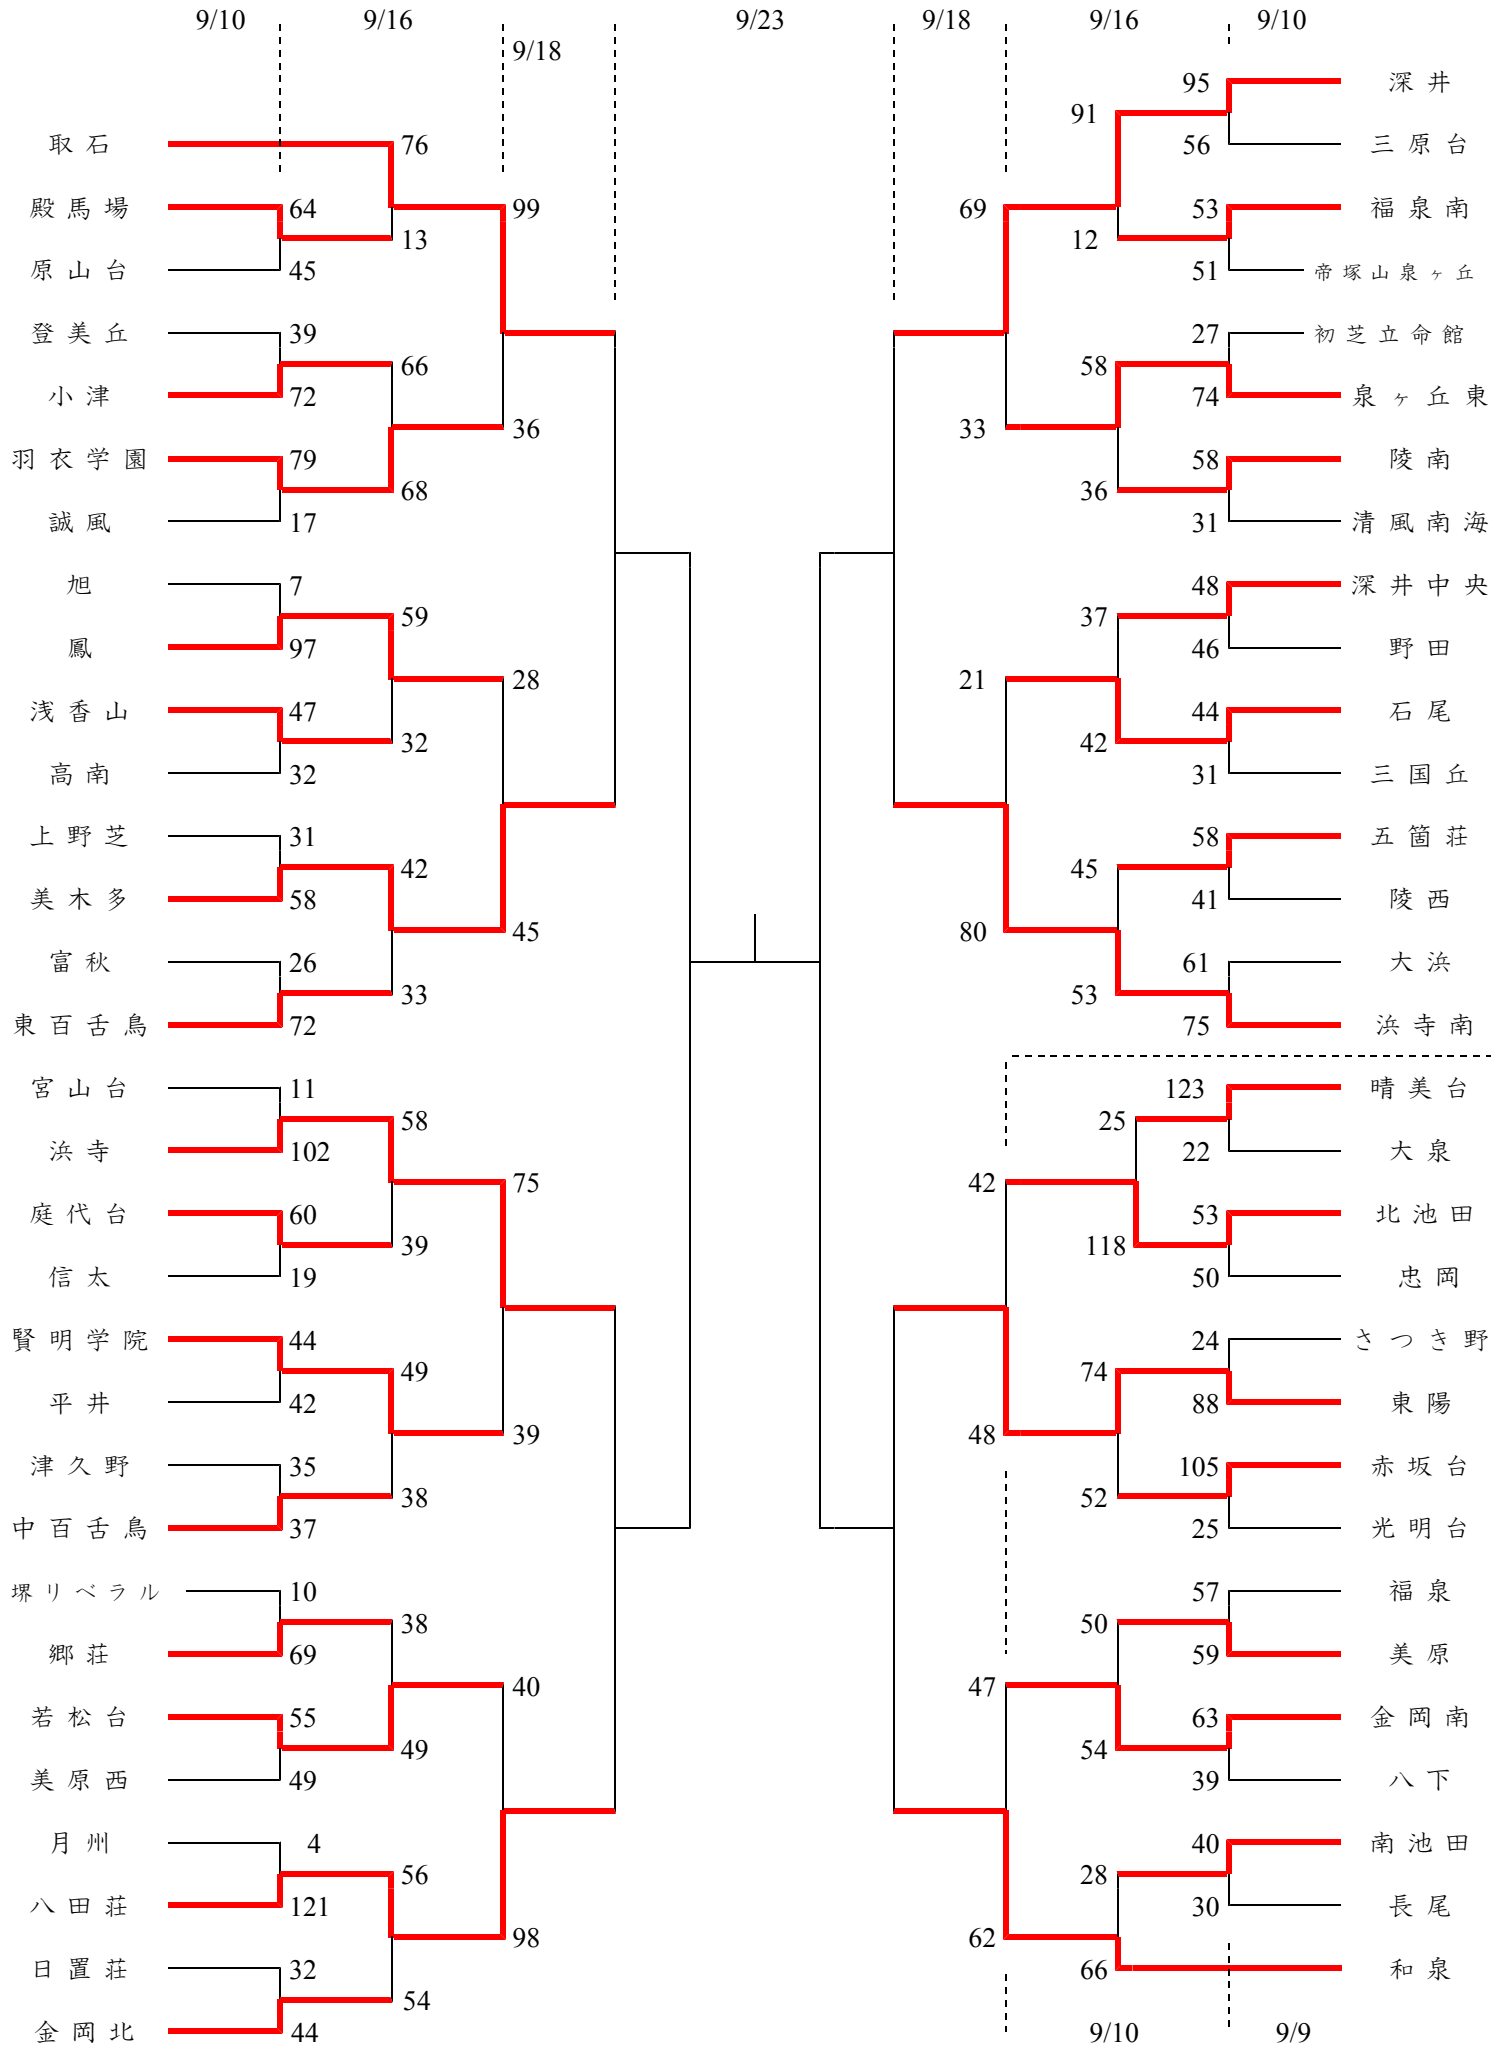 9/10 9/16 9/23 9/18 9/16 9/10
9/18
95 深井
91
取石 76 56 三原台
殿馬場 64 99 69 53 福泉南
13 12
原山台 45 51 帝塚山泉ヶ丘
登美丘 39 27 初芝立命館
66 58
小津 72 74 泉ヶ丘東
36 33
羽衣学園 79 58 陵南
68 36
誠風 17 31 清風南海
旭 7 48 深井中央
59 37
鳳 97 46 野田
28 21
浅香山 47 44 石尾
32 42
高南 32 31 三国丘
上野芝 31 58 五箇荘
42 45
美木多 58 41 陵西
45 80
富秋 26 61 大浜
33 53
東百舌鳥 72 75 浜寺南
宮山台 11 123 晴美台
58 25
浜寺 102 22 大泉
75 42
庭代台 60 53 北池田
39 118
信太 19 50 忠岡
賢明学院 44 24 さつき野
49 74
平井 42 88 東陽
39 48
津久野 35 105 赤坂台
38 52
中百舌鳥 37 25 光明台
堺リベラル 10 57 福泉
38 50
郷荘 69 59 美原
40 47
若松台 55 63 金岡南
49 54
美原西 49 39 八下
月州 4 40 南池田
56 28
八田荘 121 30 長尾
98 62
日置荘 32 66 和泉
54
金岡北 44 9/10 9/9